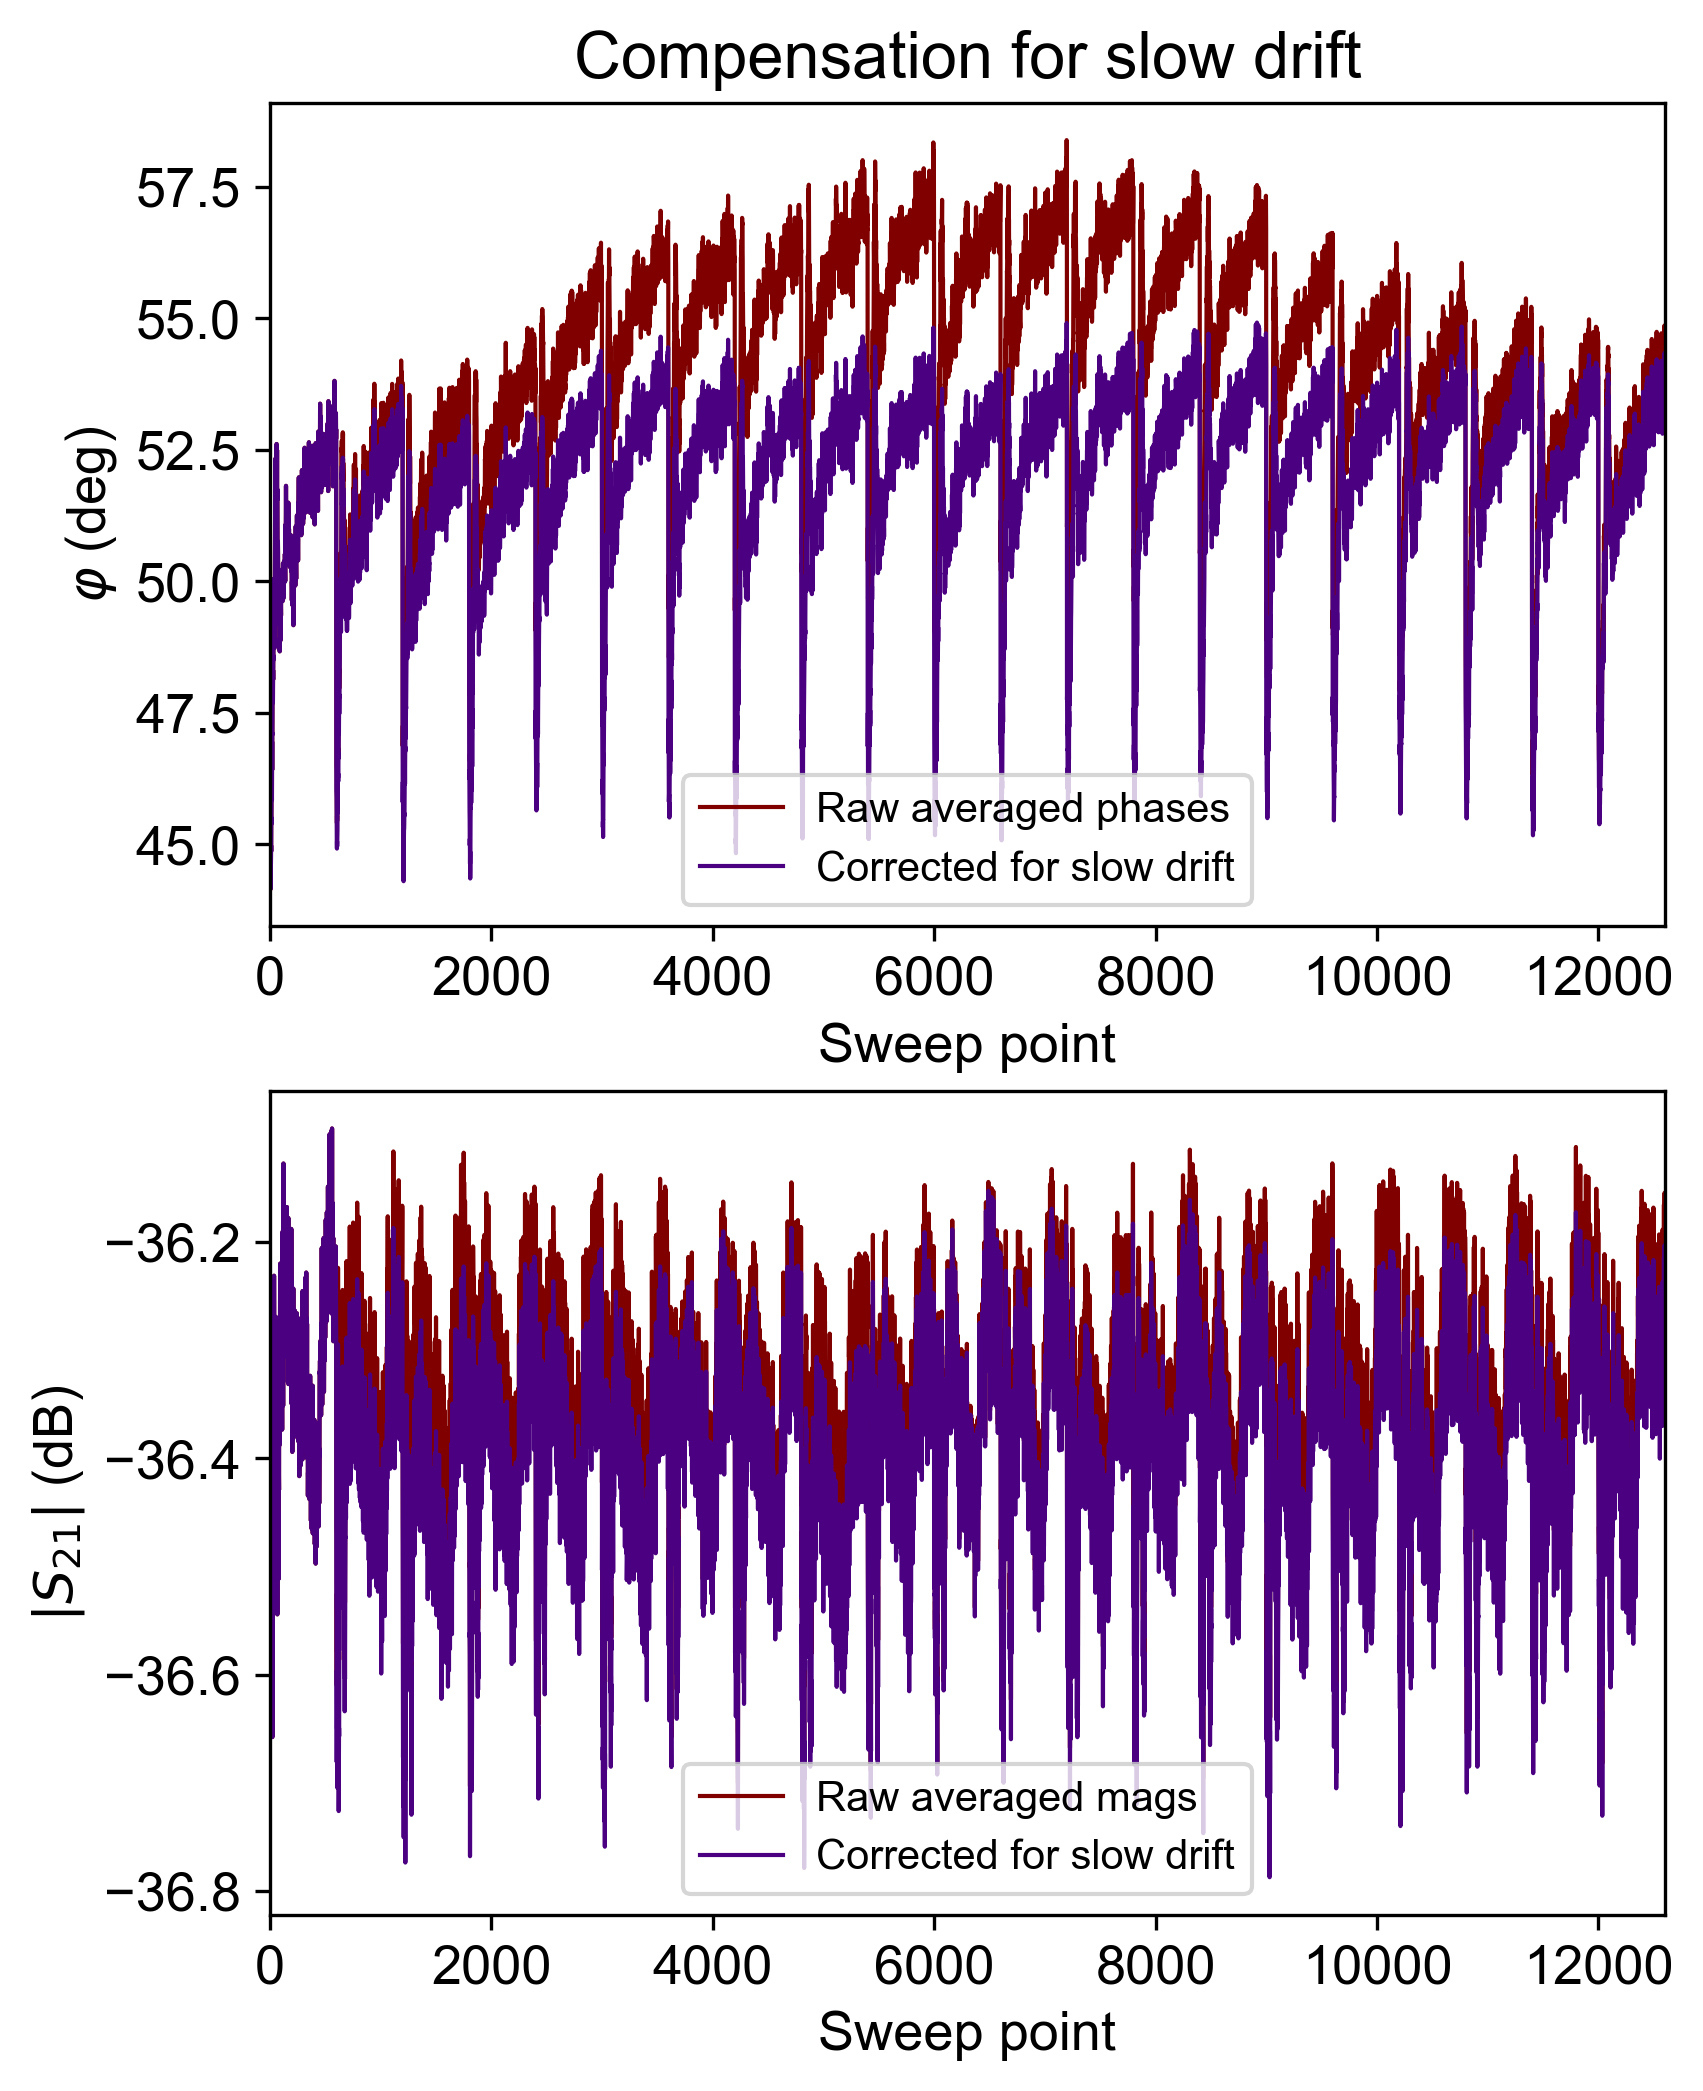 Compensation for slow drift
57.5
55.0
52.5
50.0
47.5
45.0
φ (deg)
Raw averaged phases
Corrected for slow drift
0 2000 4000 6000 8000 10000 12000
Sweep point
−36.2
−36.4
−36.6
−36.8
|S₂₁| (dB)
Raw averaged mags
Corrected for slow drift
0 2000 4000 6000 8000 10000 12000
Sweep point